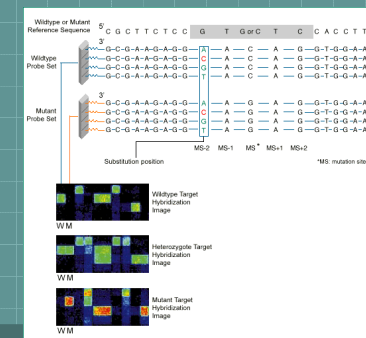 Wildtype or Mutant
Reference Sequence
5' C G C T T C T C C G T G or C T C C A C C T T
3'
Wildtype
Probe Set
G-C-G-A-A-G-A-G-G A A C A G G-T-G-G-A-A
G-C-G-A-A-G-A-G-G C A C A G G-T-G-G-A-A
G-C-G-A-A-G-A-G-G G A C A G G-T-G-G-A-A
G-C-G-A-A-G-A-G-G T A C A G G-T-G-G-A-A
3'
Mutant
Probe Set
G-C-G-A-A-G-A-G-G A A G A G G-T-G-G-A-A
G-C-G-A-A-G-A-G-G C A G A G G-T-G-G-A-A
G-C-G-A-A-G-A-G-G G A G A G G-T-G-G-A-A
G-C-G-A-A-G-A-G-G T A G A G G-T-G-G-A-A
Substitution position MS-2 MS-1 MS* MS+1 MS+2 *MS: mutation site
Wildtype Target
Hybridization
Image
W M
Heterozygote Target
Hybridization
Image
W M
Mutant Target
Hybridization
Image
W M